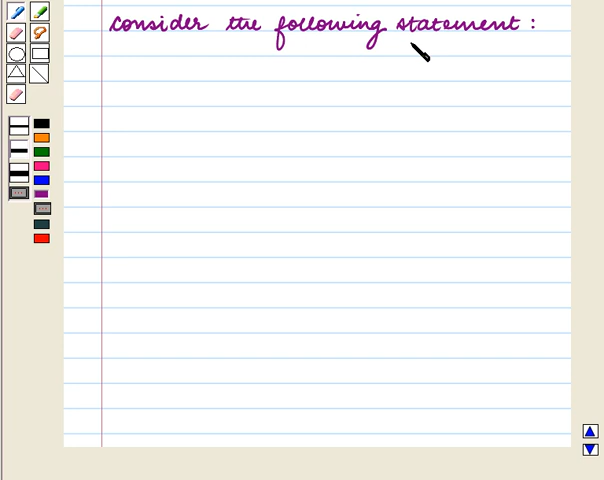 consider the following statement :